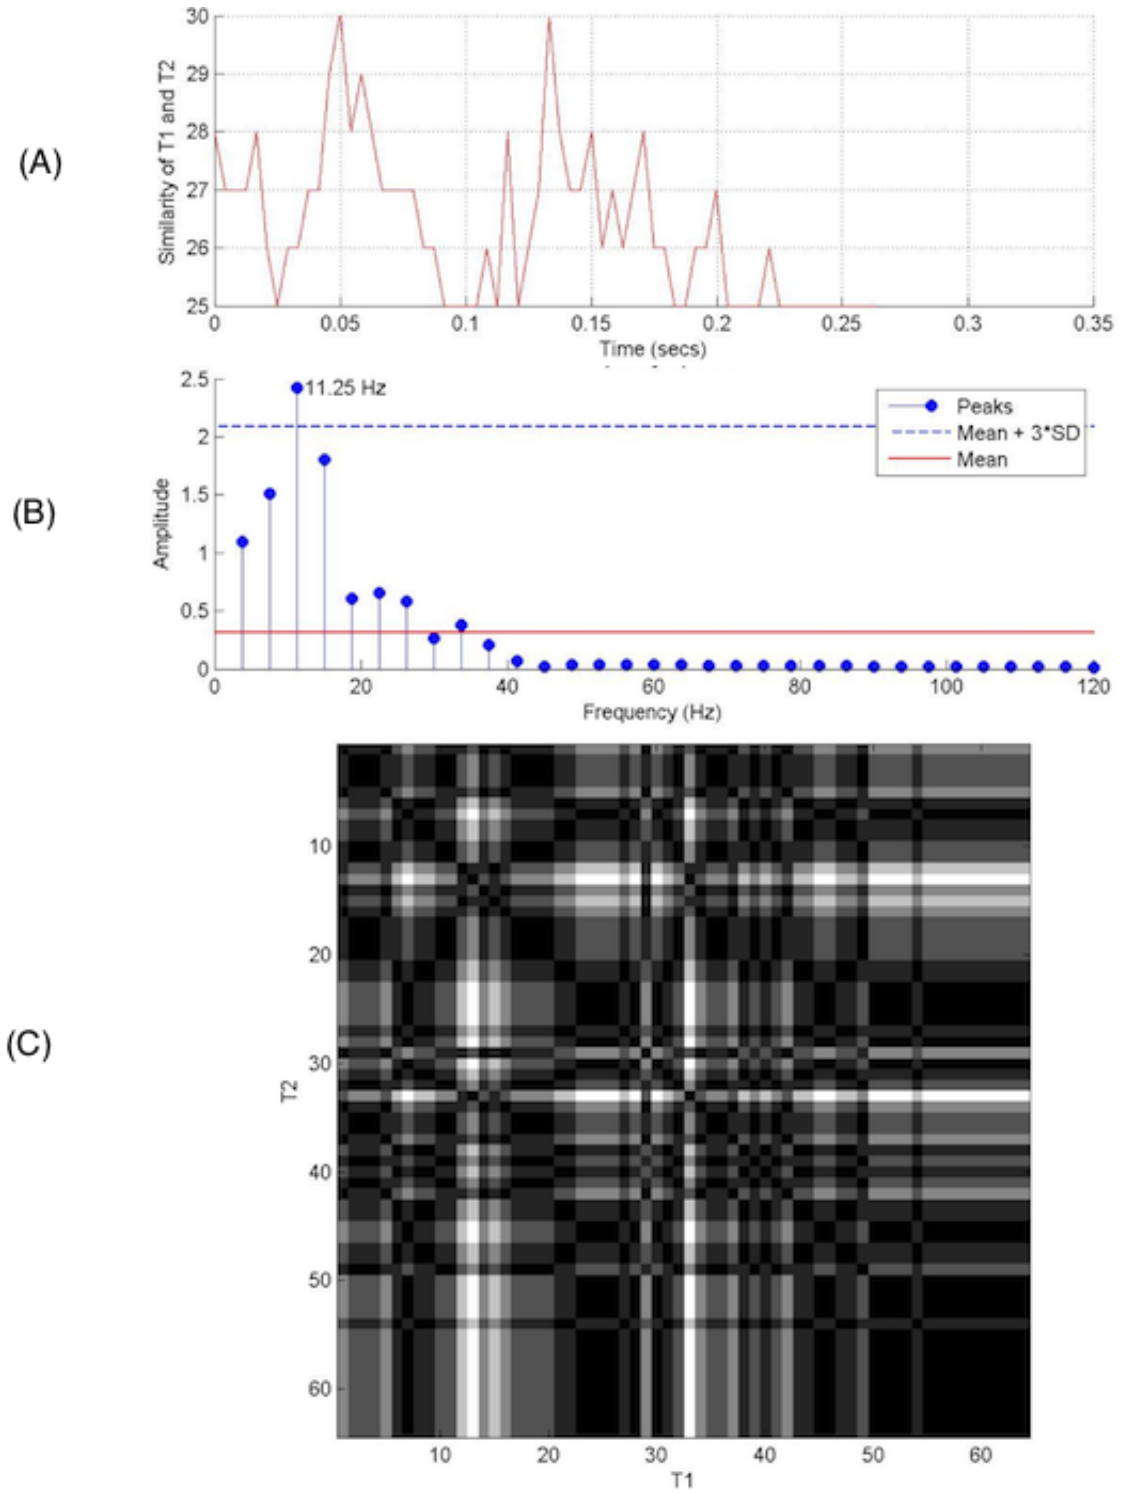 (A)
Similarity of T1 and T2
30
29
28
27
26
25
0 0.05 0.1 0.15 0.2 0.25 0.3 0.35
Time (secs)
(B)
Amplitude
2.5
2
1.5
1
0.5
0
11.25 Hz
Peaks
Mean + 3*SD
Mean
0 20 40 60 80 100 120
Frequency (Hz)
(C)
T2
10
20
30
40
50
60
10 20 30 40 50 60
T1